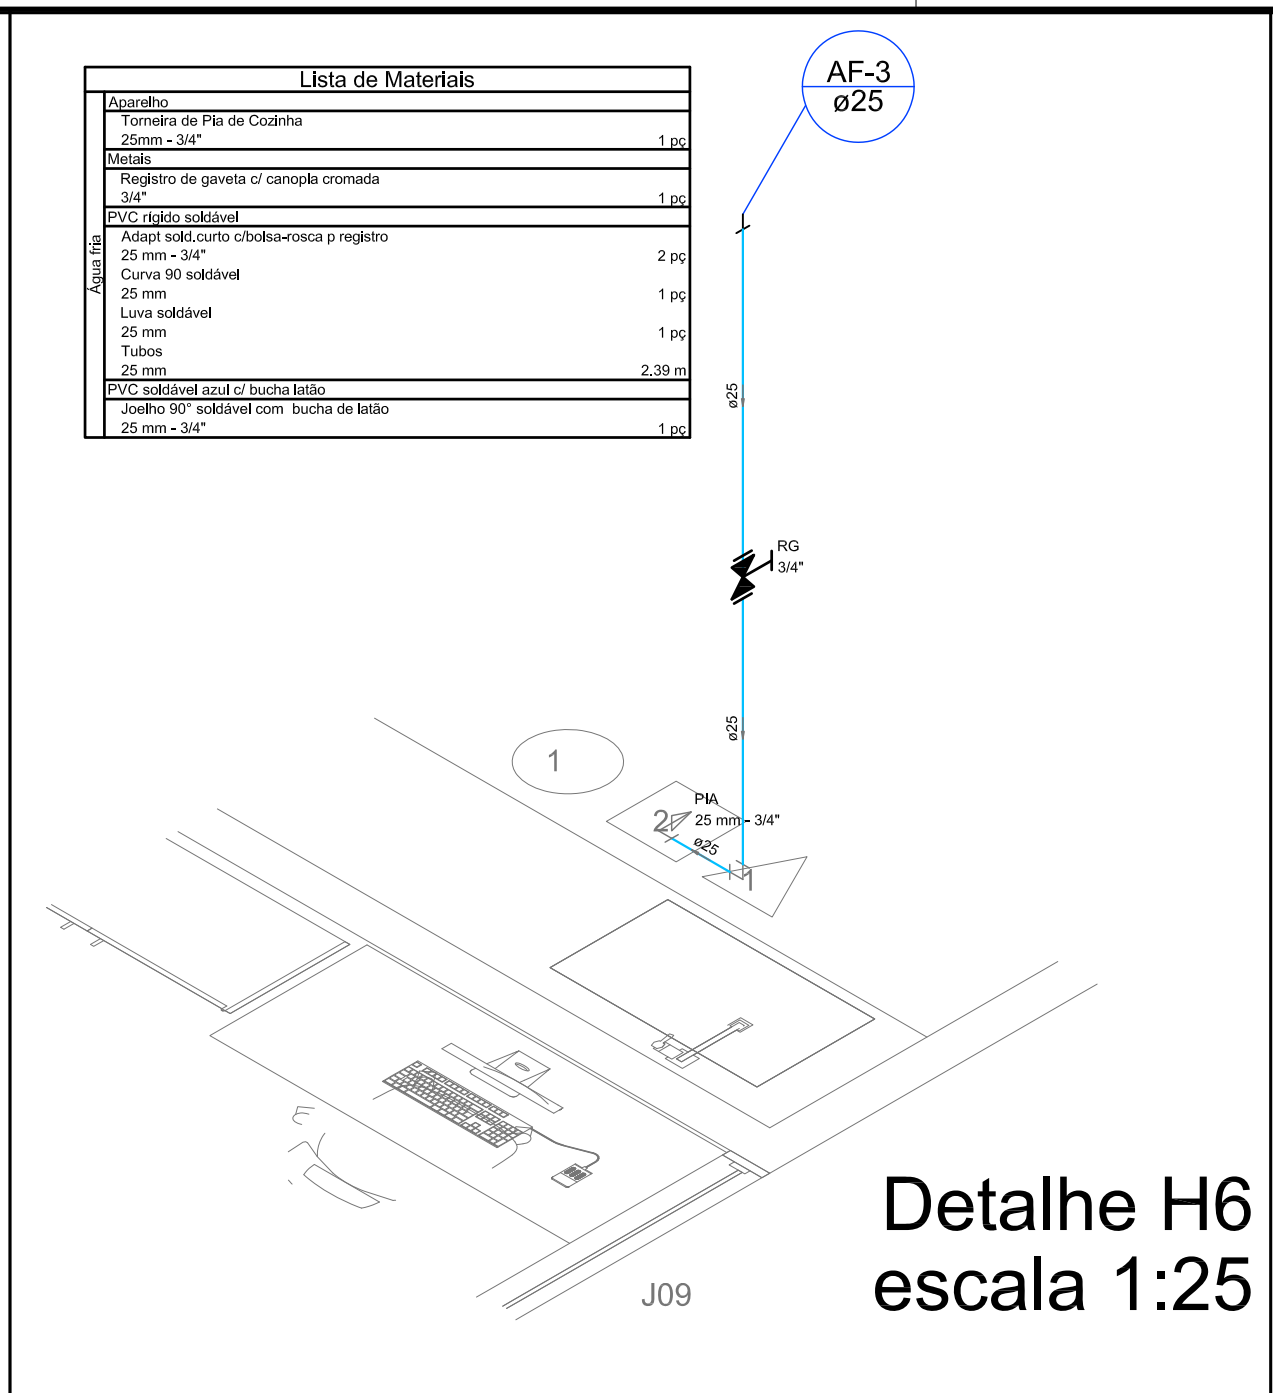 Lista de Materiais
Água fria
Aparelho
Torneira de Pia de Cozinha
25mm - 3/4" 1 pç
Metais
Registro de gaveta c/ canopla cromada
3/4" 1 pç
PVC rígido soldável
Adapt sold.curto c/bolsa-rosca p registro
25 mm - 3/4" 2 pç
Curva 90 soldável
25 mm 1 pç
Luva soldável
25 mm 1 pç
Tubos
25 mm 2.39 m
PVC soldável azul c/ bucha latão
Joelho 90° soldável com bucha de latão
25 mm - 3/4" 1 pç
AF-3
ø25
ø25
RG
3/4"
ø25
1
PIA
2
25 mm - 3/4"
ø25
1
Detalhe H6
escala 1:25
J09